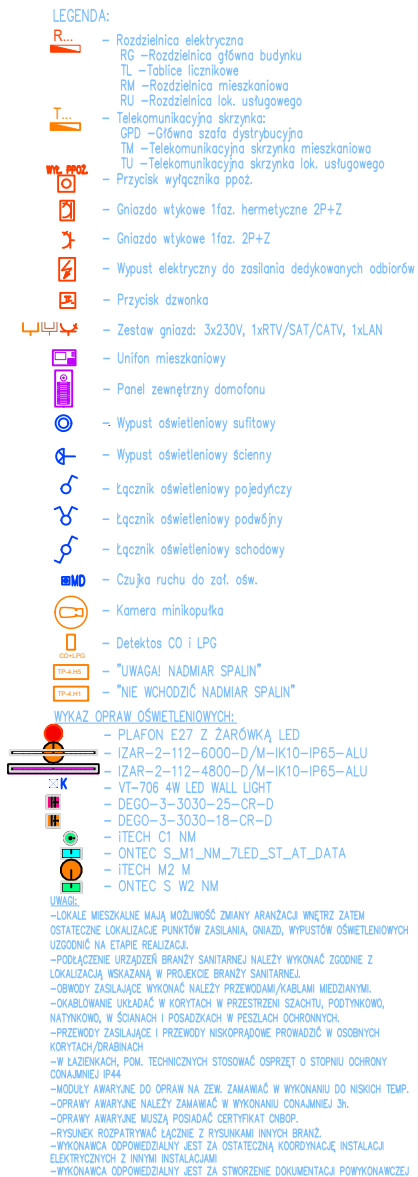 LEGENDA:
R... - Rozdzielnica elektryczna
RG -Rozdzielnica główna budynku
TL -Tablice licznikowe
RM - Rozdzielnica mieszkaniowa
RU - Rozdzielnica lok. usługowego
T... - Telekomunikacyjna skrzynka:
GPD -Główna szafa dystrybucyjna
TM - Telekomunikacyjna skrzynka mieszkaniowa
TU -Telekomunikacyjna skrzynka lok. usługowego
WYŁ. PPOŻ.
- Przycisk wyłącznika ppoż.
- Gniazdo wtykowe 1faz. hermetyczne 2P+Z
- Gniazdo wtykowe 1faz. 2P+Z
- Wypust elektryczny do zasilania dedykowanych odbiorów
- Przycisk dzwonka
- Zestaw gniazd: 3x230V, 1xRTV/SAT/CATV, 1xLAN
- Unifon mieszkaniowy
- Panel zewnętrzny domofonu
- Wypust oświetleniowy sufitowy
- Wypust oświetleniowy ścienny
- Łącznik oświetleniowy pojedyńczy
- Łącznik oświetleniowy podwójny
- Łącznik oświetleniowy schodowy
MD - Czujka ruchu do zał. ośw.
- Kamera minikopułka
- Detektos CO i LPG
CO+LPG
TP-4.H5 - "UWAGA! NADMIAR SPALIN"
TP-4.H1 - "NIE WCHODZIĆ NADMIAR SPALIN"
WYKAZ OPRAW OŚWIETLENIOWYCH:
- PLAFON E27 Z ŻARÓWKĄ LED
- IZAR-2-112-6000-D/M-IK10-IP65-ALU
- IZAR-2-112-4800-D/M-IK10-IP65-ALU
K - VT-706 4W LED WALL LIGHT
- DEGO-3-3030-25-CR-D
- DEGO-3-3030-18-CR-D
- iTECH C1 NM
- ONTEC S_M1_NM_7LED_ST_AT_DATA
- iTECH M2 M
- ONTEC S W2 NM
UWAGI:
-LOKALE MIESZKALNE MAJĄ MOŻLIWOŚĆ ZMIANY ARANŻACJI WNĘTRZ ZATEM
OSTATECZNE LOKALIZACJE PUNKTÓW ZASILANIA, GNIAZD, WYPUSTÓW OŚWIETLENIOWYCH
UZGODNIĆ NA ETAPIE REALIZACJI.
-PODŁĄCZENIE URZĄDZEŃ BRANŻY SANITARNEJ NALEŻY WYKONAĆ ZGODNIE Z
LOKALIZACJĄ WSKAZANĄ W PROJEKCIE BRANŻY SANITARNEJ.
-OBWODY ZASILAJĄCE WYKONAĆ NALEŻY PRZEWODAMI/KABLAMI MIEDZIANYMI.
-OKABLOWANIE UKŁADAĆ W KORYTACH W PRZESTRZENI SZACHTU, PODTYNKOWO,
NATYNKOWO, W ŚCIANACH I POSADZKACH W PESZLACH OCHRONNYCH.
-PRZEWODY ZASILAJĄCE I PRZEWODY NISKOPRĄDOWE PROWADZIĆ W OSOBNYCH
KORYTACH/DRABINACH
-W ŁAZIENKACH, POM. TECHNICZNYCH STOSOWAĆ OSPRZĘT O STOPNIU OCHRONY
CONAJMNIEJ IP44
-MODUŁY AWARYJNE DO OPRAW NA ZEW. ZAMAWIAĆ W WYKONANIU DO NISKICH TEMP.
-OPRAWY AWARYJNE NALEŻY ZAMAWIAĆ W WYKONANIU CONAJMNIEJ 3h.
-OPRAWY AWARYJNE MUSZĄ POSIADAĆ CERTYFIKAT CNBOP.
-RYSUNEK ROZPATRYWAĆ ŁĄCZNIE Z RYSUNKAMI INNYCH BRANŻ.
-WYKONAWCA ODPOWIEDZIALNY JEST ZA OSTATECZNĄ KOORDYNACJĘ INSTALACJI
ELEKTRYCZNYCH Z INNYMI INSTALACJAMI
-WYKONAWCA ODPOWIEDZIALNY JEST ZA STWORZENIE DOKUMENTACJI POWYKONAWCZEJ